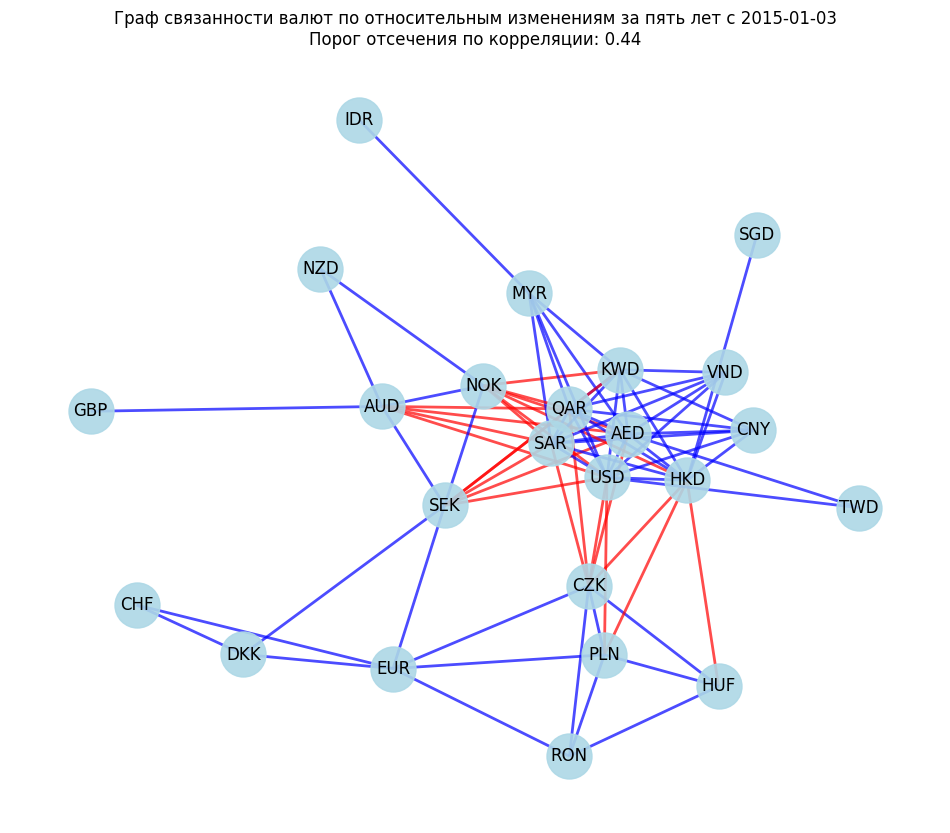 Граф связанности валют по относительным изменениям за пять лет с 2015-01-03
Порог отсечения по корреляции: 0.44
IDR
SGD
NZD
MYR
KWD
VND
NOK
AUD
QAR
GBP
AED
CNY
SAR
USD
HKD
SEK
TWD
CZK
CHF
DKK
PLN
EUR
HUF
RON